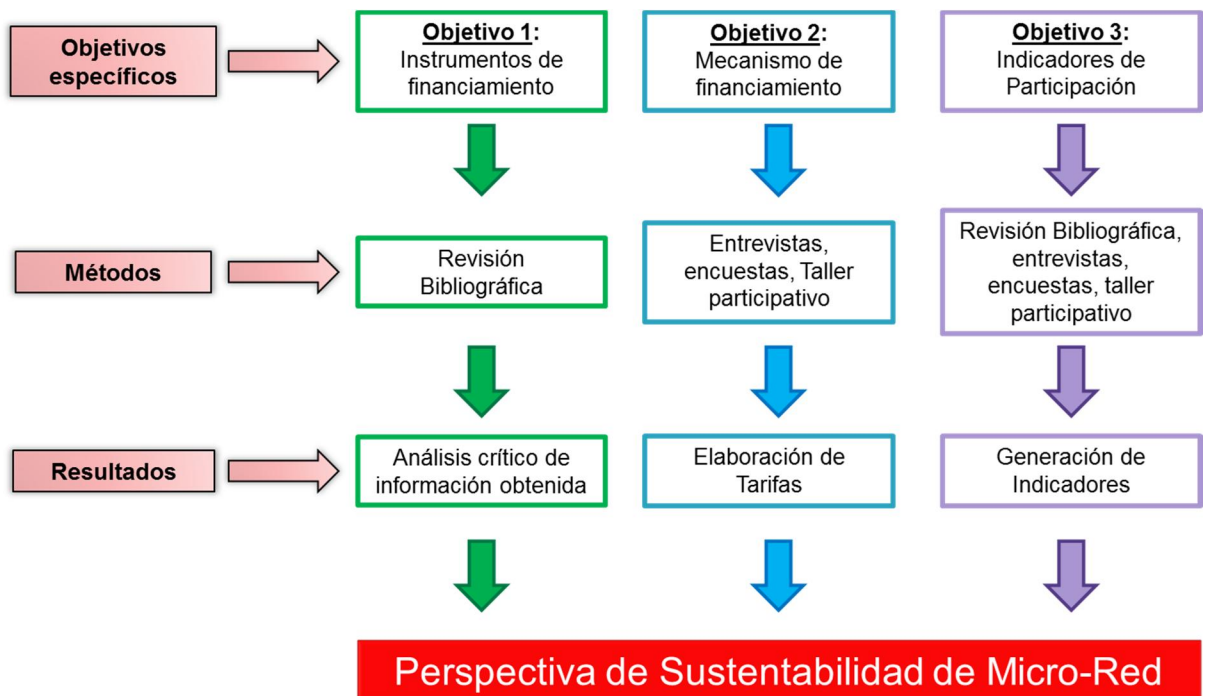 Objetivos
específicos
Objetivo 1:
Instrumentos de
financiamiento
Objetivo 2:
Mecanismo de
financiamiento
Objetivo 3:
Indicadores de
Participación
Métodos
Revisión
Bibliográfica
Entrevistas,
encuestas, Taller
participativo
Revisión Bibliográfica,
entrevistas,
encuestas, taller
participativo
Resultados
Análisis crítico de
información obtenida
Elaboración de
Tarifas
Generación de
Indicadores
Perspectiva de Sustentabilidad de Micro-Red